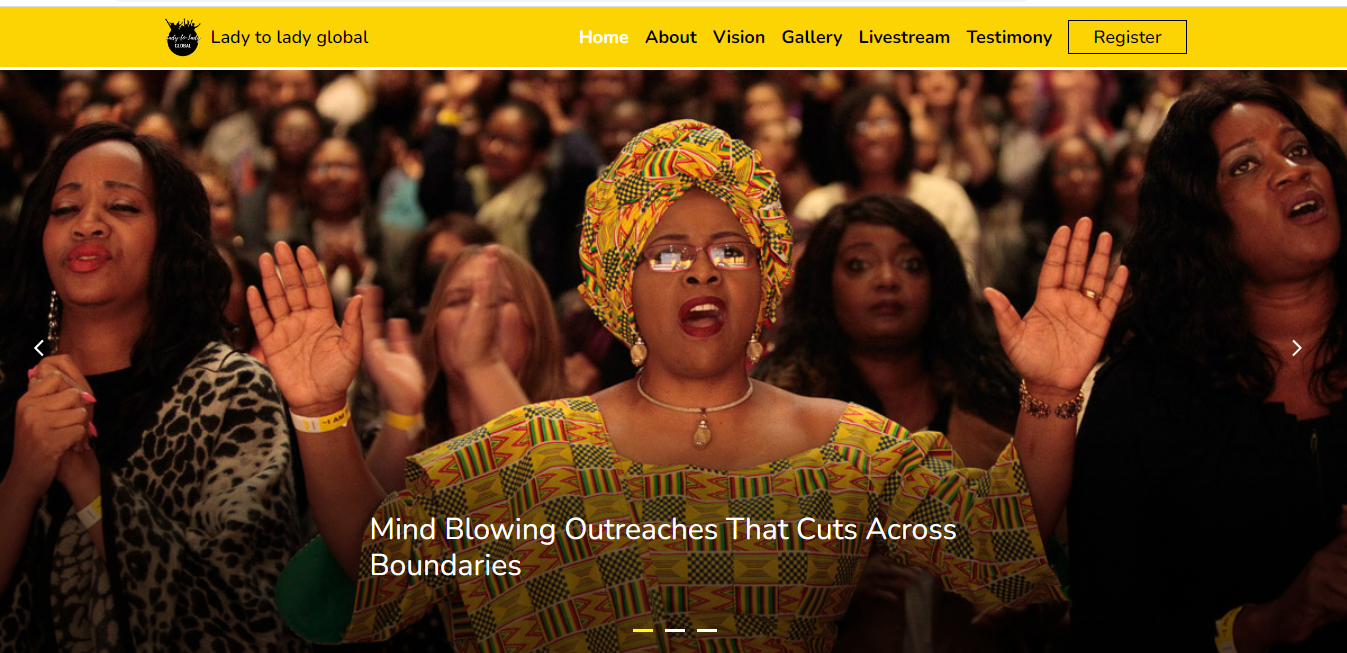 Lady to lady
GLOBAL
Lady to lady global
Home About Vision Gallery Livestream Testimony Register
~I AM
Mind Blowing Outreaches That Cuts Across
Boundaries